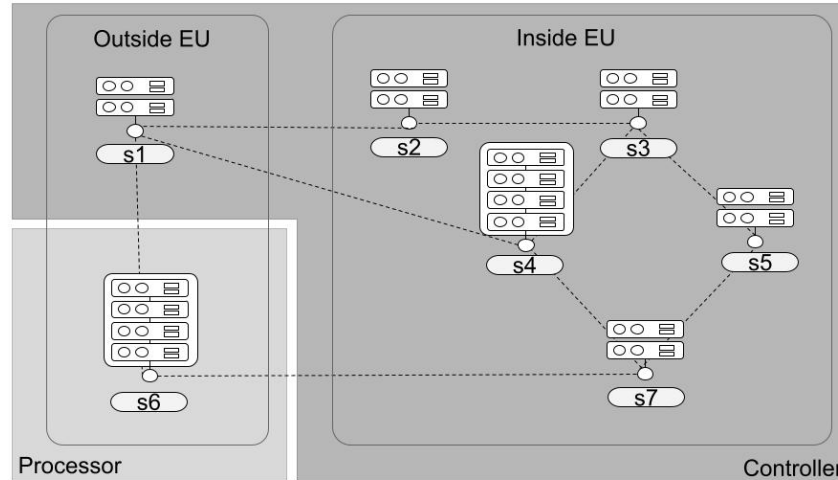 Outside EU
Inside EU
s1
s2
s3
s4
s5
s6
s7
Processor
Controller